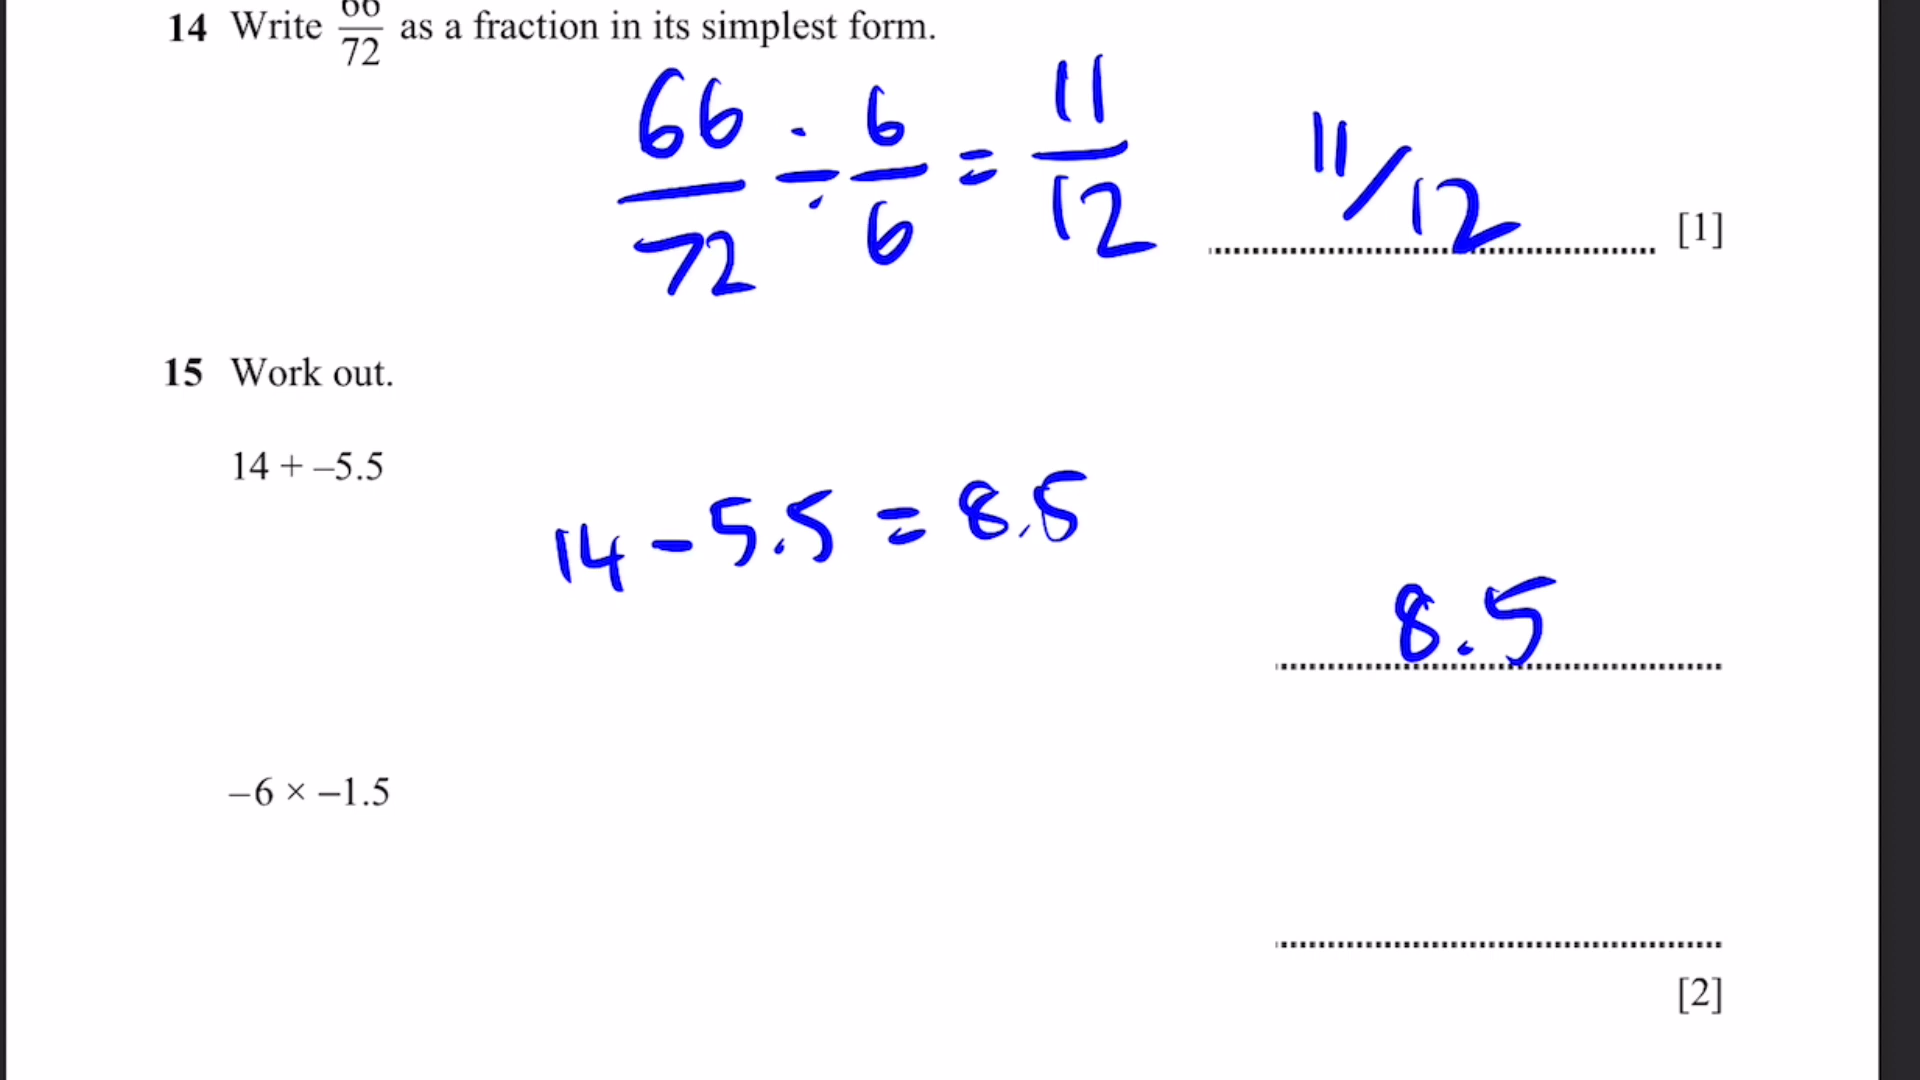 14 Write 66/72 as a fraction in its simplest form.
66/72 ÷ 6/6 = 11/12
11/12 [1]
15 Work out.
14 + –5.5
14 – 5.5 = 8.5
8.5
–6 × –1.5
[2]